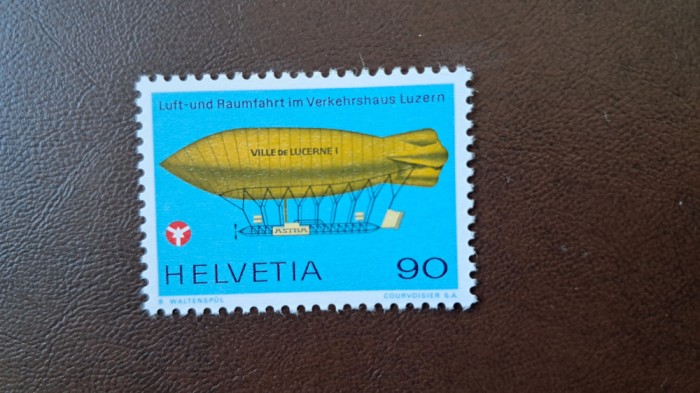 Luft-und Raumfahrt im Verkehrshaus Luzern
VILLE DE LUCERNE I
ASTRA
HELVETIA 90
R WALTENSPÜL COURVOISIER S.A.